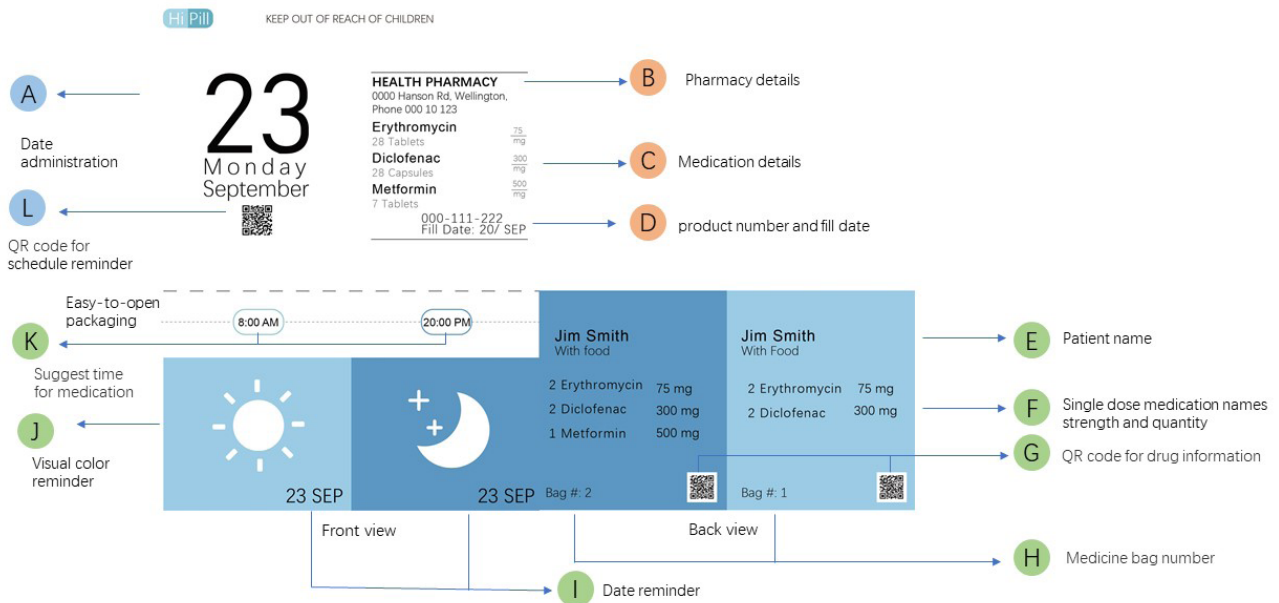 Hi Pill
KEEP OUT OF REACH OF CHILDREN
A
Date
administration
23
Monday
September
L
QR code for
schedule reminder
HEALTH PHARMACY
0000 Hanson Rd, Wellington,
Phone 000 10 123
Erythromycin 75 mg
28 Tablets
Diclofenac 300 mg
28 Capsules
Metformin 500 mg
7 Tablets
000-111-222
Fill Date: 20/ SEP
B Pharmacy details
C Medication details
D product number and fill date
Easy-to-open
packaging
8:00 AM
20:00 PM
K
Suggest time
for medication
J
Visual color
reminder
23 SEP
23 SEP
Front view
Jim Smith
With food
2 Erythromycin 75 mg
2 Diclofenac 300 mg
1 Metformin 500 mg
Bag #: 2
Jim Smith
With Food
2 Erythromycin 75 mg
2 Diclofenac 300 mg
Bag #: 1
Back view
E Patient name
F Single dose medication names
strength and quantity
G QR code for drug information
H Medicine bag number
I Date reminder